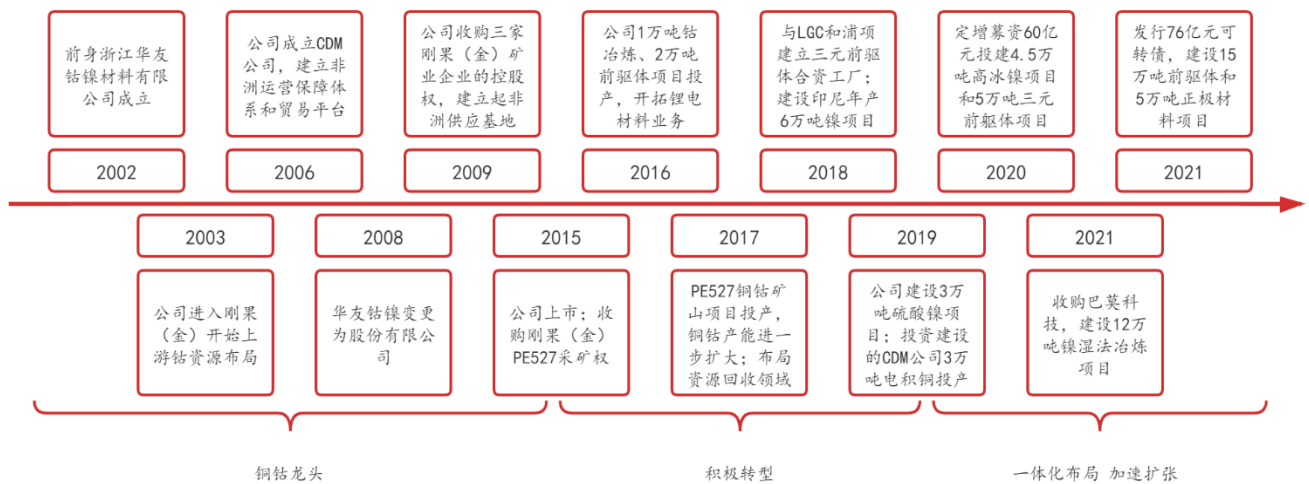 前身浙江华友
钴镍材料有限
公司成立
公司成立CDM
公司，建立非
洲运营保障体
系和贸易平台
公司收购三家
刚果（金）矿
业企业的控股
权，建立起非
洲供应基地
公司1万吨钴
冶炼、2万吨
前驱体项目投
产，开拓锂电
材料业务
与LGC和浦项
建立三元前驱
体合资工厂；
建设印尼年产
6万吨镍项目
定增募资60亿
元投建4.5万
吨高冰镍项目
和5万吨三元
前躯体项目
发行76亿元可
转债，建设15
万吨前驱体和
5万吨正极材
料项目
2002
2006
2009
2016
2018
2020
2021
2003
2008
2015
2017
2019
2021
公司进入刚果
（金）开始上
游钴资源布局
华友钴镍变更
为股份有限公
司
公司上市；收
购刚果（金）
PE527采矿权
PE527铜钴矿
山项目投产，
铜钴产能进一
步扩大；布局
资源回收领域
公司建设3万
吨硫酸镍项
目；投资建设
的CDM公司3万
吨电积铜投产
收购巴莫科
技，建设12万
吨镍湿法冶炼
项目
铜钴龙头
积极转型
一体化布局 加速扩张